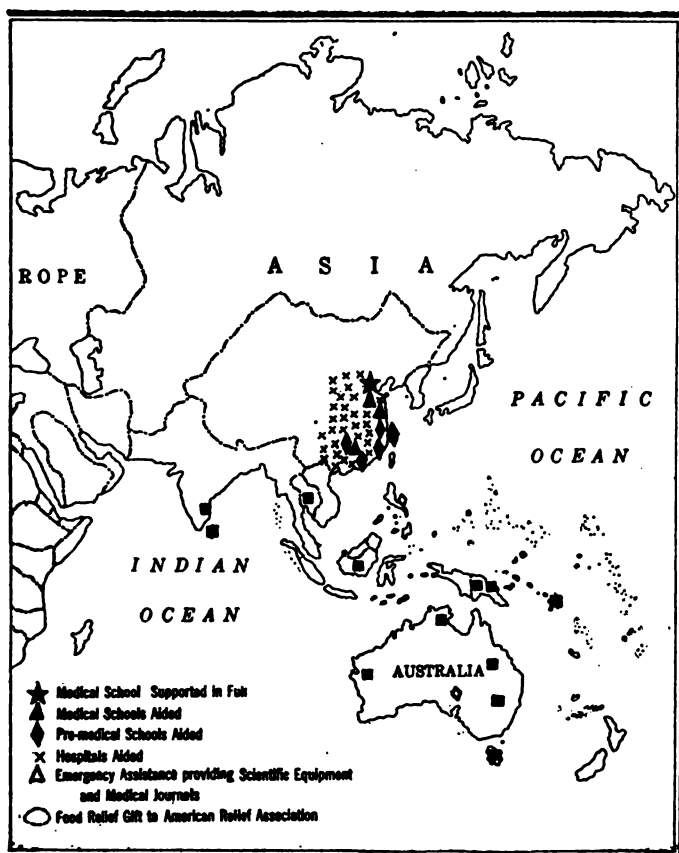 ROPE
A S I A
PACIFIC
OCEAN
INDIAN
OCEAN
AUSTRALIA
Medical School Supported in Full
Medical Schools Aided
Pre-medical Schools Aided
Hospitals Aided
Emergency Assistance providing Scientific Equipment
and Medical Journals
Food Relief Gift to American Relief Association